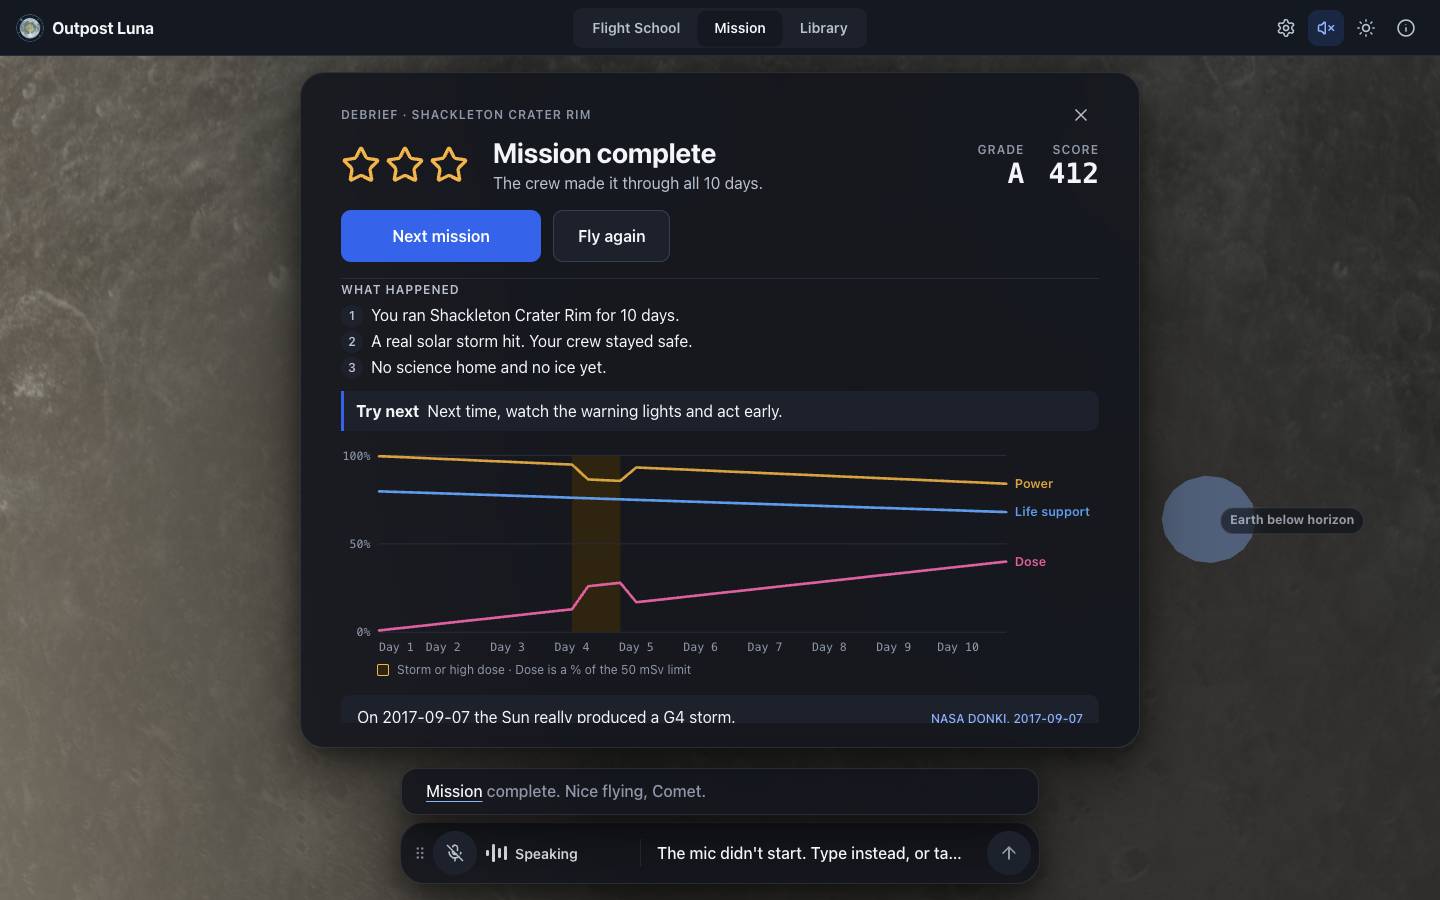 Outpost Luna
Flight School Mission Library
DEBRIEF · SHACKLETON CRATER RIM
Mission complete
The crew made it through all 10 days.
GRADE SCORE
A 412
Next mission Fly again
WHAT HAPPENED
1 You ran Shackleton Crater Rim for 10 days.
2 A real solar storm hit. Your crew stayed safe.
3 No science home and no ice yet.
Try next Next time, watch the warning lights and act early.
100%
Power
Life support
50%
Dose
0%
Day 1 Day 2 Day 3 Day 4 Day 5 Day 6 Day 7 Day 8 Day 9 Day 10
Storm or high dose · Dose is a % of the 50 mSv limit
Earth below horizon
On 2017-09-07 the Sun really produced a G4 storm. NASA DONKI, 2017-09-07
Mission complete. Nice flying, Comet.
Speaking The mic didn't start. Type instead, or ta...